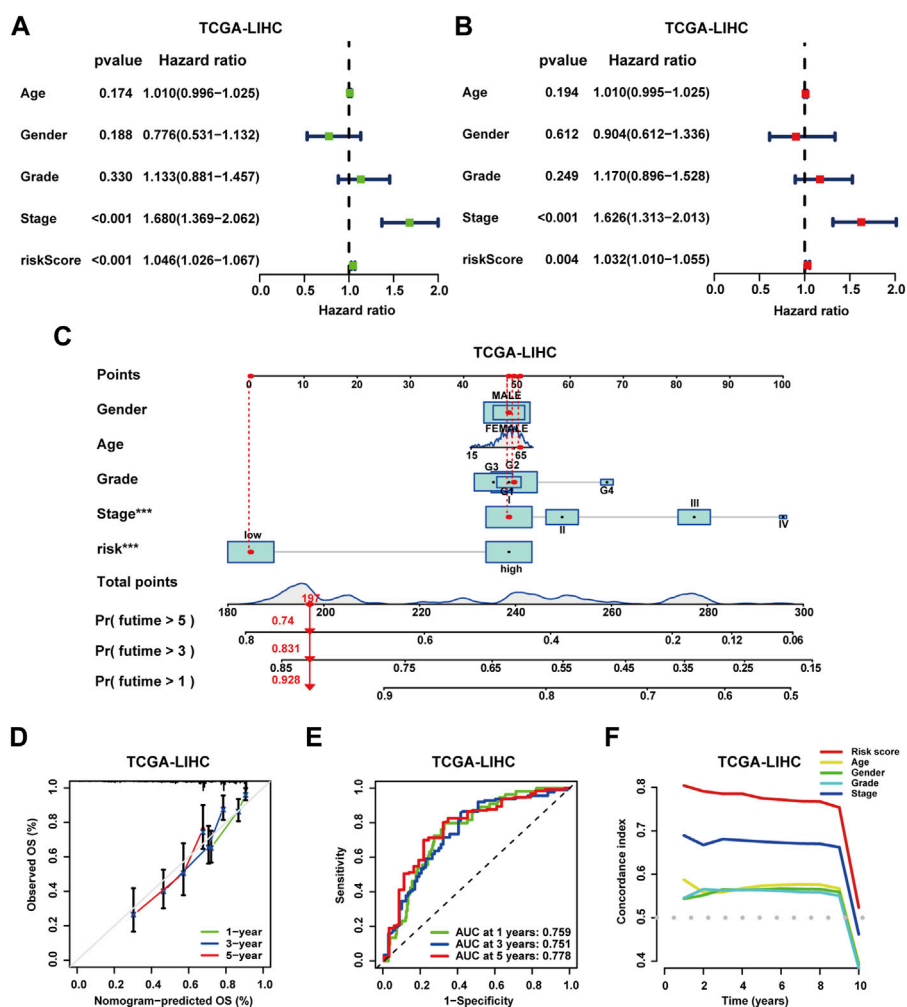 A
TCGA-LIHC
pvalue Hazard ratio
Age 0.174 1.010(0.996−1.025)
Gender 0.188 0.776(0.531−1.132)
Grade 0.330 1.133(0.881−1.457)
Stage <0.001 1.680(1.369−2.062)
riskScore <0.001 1.046(1.026−1.067)
0.0 0.5 1.0 1.5 2.0
Hazard ratio
B
TCGA-LIHC
pvalue Hazard ratio
Age 0.194 1.010(0.995−1.025)
Gender 0.612 0.904(0.612−1.336)
Grade 0.249 1.170(0.896−1.528)
Stage <0.001 1.626(1.313−2.013)
riskScore 0.004 1.032(1.010−1.055)
0.0 0.5 1.0 1.5 2.0
Hazard ratio
C
TCGA-LIHC
Points
0 10 20 30 40 50 60 70 80 90 100
MALE
Gender
FEMALE
Age
15 65
G3 G2
Grade
G1 G4
I III
Stage***
II IV
low
risk***
high
Total points
197
180 200 220 240 260 280 300
Pr( futime > 5 ) 0.74
0.8 0.6 0.4 0.2 0.12 0.06
Pr( futime > 3 ) 0.831
0.85 0.75 0.65 0.55 0.45 0.35 0.25 0.15
Pr( futime > 1 ) 0.928
0.9 0.8 0.7 0.6 0.5
D
TCGA-LIHC
Observed OS (%)
1.0
0.8
0.6
0.4
0.2
0.0
1−year
3−year
5−year
0.0 0.2 0.4 0.6 0.8 1.0
Nomogram−predicted OS (%)
E
TCGA-LIHC
Sensitivity
1.0
0.8
0.6
0.4
0.2
0.0
AUC at 1 years: 0.759
AUC at 3 years: 0.751
AUC at 5 years: 0.778
0.0 0.2 0.4 0.6 0.8 1.0
1−Specificity
F
TCGA-LIHC
Risk score
Age
Gender
Grade
Stage
Concordance index
0.8
0.7
0.6
0.5
0.4
0 2 4 6 8 10
Time (years)